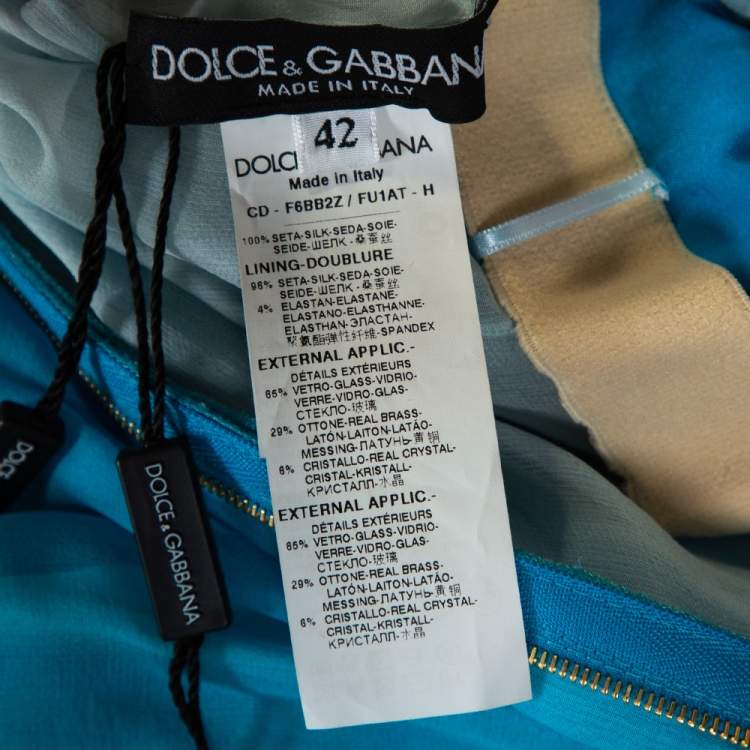 DOLCE & GABBANA
MADE IN ITALY
42
DOLC BANA
Made in Italy
CD - F6BB2Z / FU1AT - H
100% SETA-SILK-SEDA-SOIE-
SEIDE-ШЕЛК-桑蚕丝
LINING-DOUBLURE
96% SETA-SILK-SEDA-SOIE-
SEIDE-ШЕЛК-桑蚕丝
4% ELASTAN-ELASTANE-
ELASTANO-ELASTHANNE-
ELASTHAN-ЭЛАСТАН-
聚氨酯弹性纤维-SPANDEX
EXTERNAL APPLIC.-
DÉTAILS EXTÉRIEURS
65% VETRO-GLASS-VIDRIO-
VERRE-VIDRO-GLAS-
СТЕКЛО-玻璃
29% OTTONE-REAL BRASS-
LATÓN-LAITON-LATÃO-
MESSING-ЛАТУНЬ-黄铜
6% CRISTALLO-REAL CRYSTAL-
CRISTAL-KRISTALL-
КРИСТАЛЛ-水晶
EXTERNAL APPLIC.-
DÉTAILS EXTÉRIEURS
65% VETRO-GLASS-VIDRIO-
VERRE-VIDRO-GLAS-
СТЕКЛО-玻璃
29% OTTONE-REAL BRASS-
LATÓN-LAITON-LATÃO-
MESSING-ЛАТУНЬ-黄铜
6% CRISTALLO-REAL CRYSTAL-
CRISTAL-KRISTALL-
КРИСТАЛЛ-水晶
DOLCE
DOLCE & GABBANA